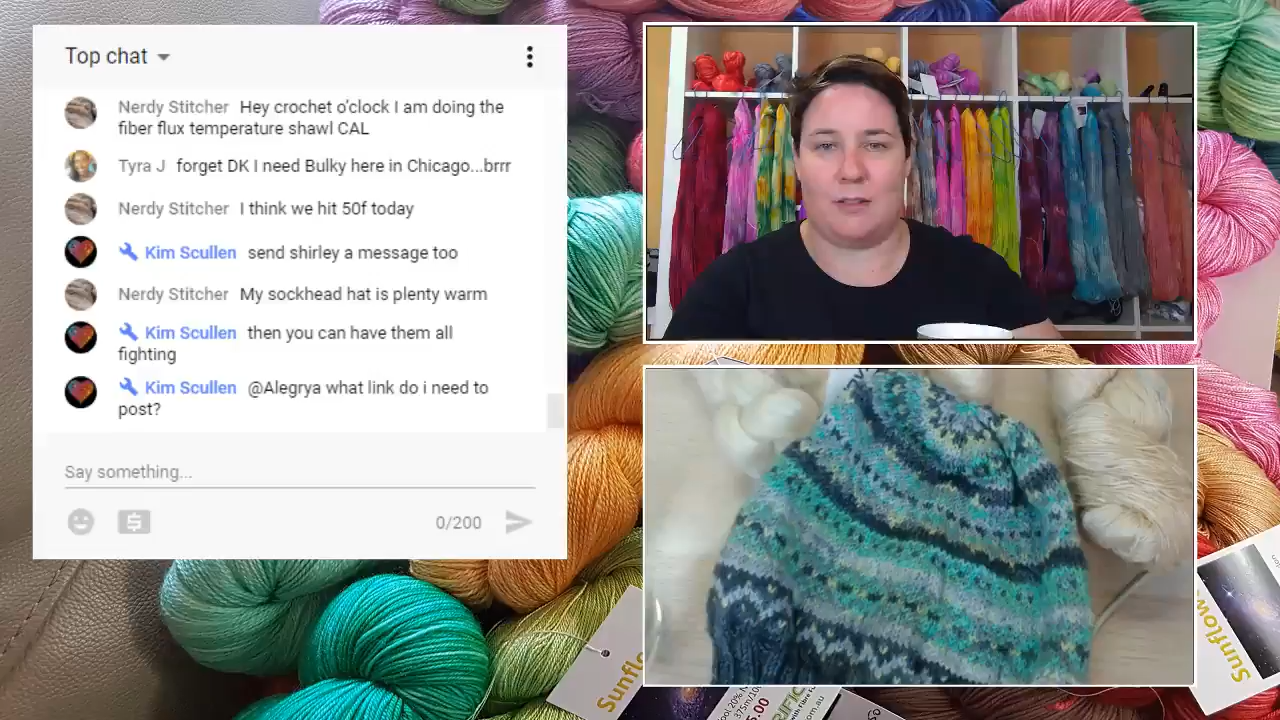 Top chat
Nerdy Stitcher Hey crochet o'clock I am doing the
fiber flux temperature shawl CAL
Tyra J forget DK I need Bulky here in Chicago...brrr
Nerdy Stitcher I think we hit 50f today
Kim Scullen send shirley a message too
Nerdy Stitcher My sockhead hat is plenty warm
Kim Scullen then you can have them all
fighting
Kim Scullen @Alegrya what link do i need to
post?
Say something...
0/200
Sunflow